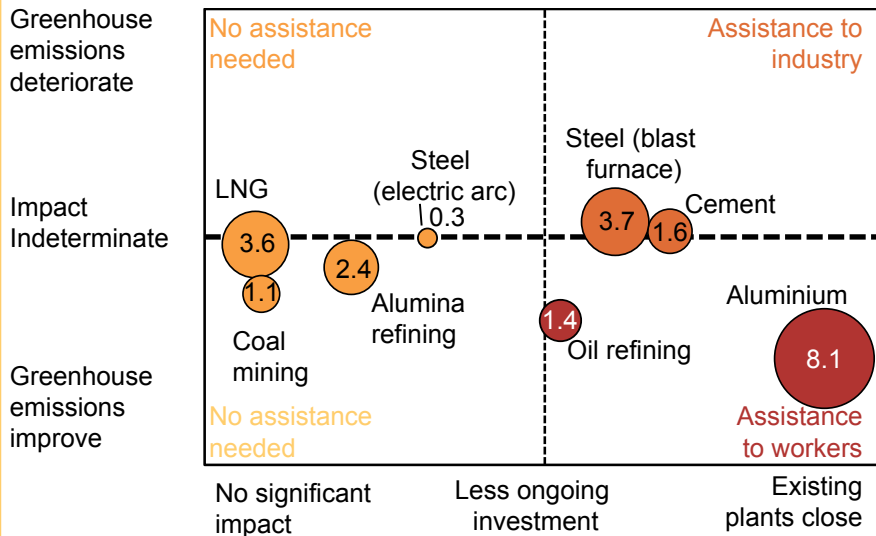 Greenhouse
emissions
deteriorate
No assistance
needed
Assistance to
industry
Impact
Indeterminate
LNG
3.6
1.1
Coal
mining
2.4
Alumina
refining
Steel
(electric arc)
0.3
Steel (blast
furnace)
3.7
Cement
1.6
1.4
Oil refining
Aluminium
8.1
Greenhouse
emissions
improve
No assistance
needed
Assistance
to workers
No significant
impact
Less ongoing
investment
Existing
plants close